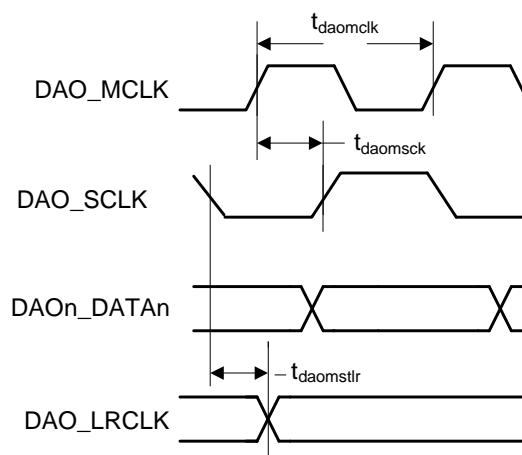 t_daomclk
DAO_MCLK
t_daomsck
DAO_SCLK
DAOn_DATAn
t_daomstlr
DAO_LRCLK